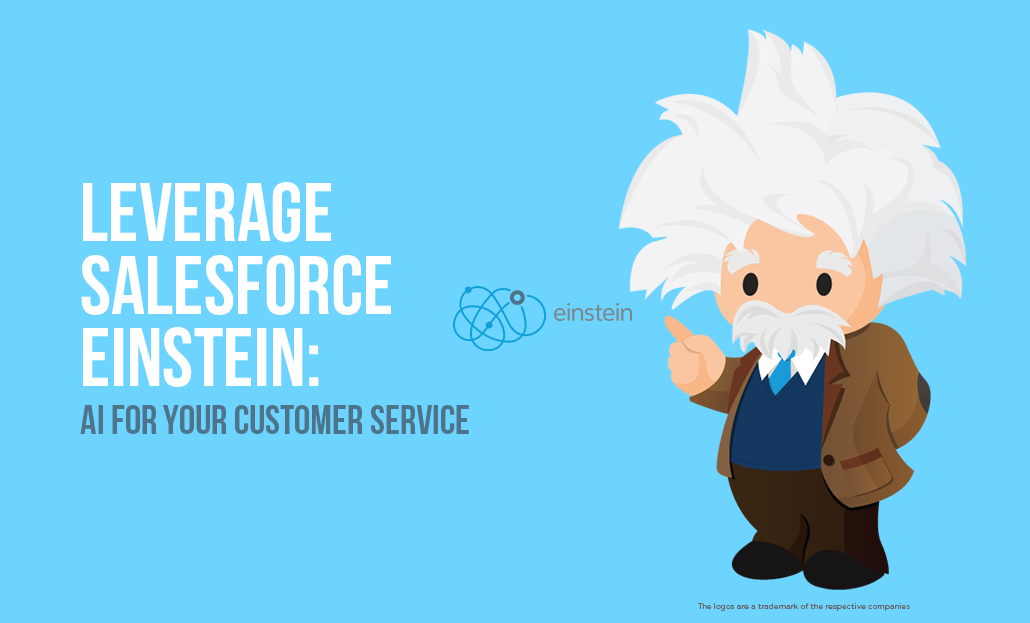 LEVERAGE
SALESFORCE
EINSTEIN:
AI FOR YOUR CUSTOMER SERVICE
einstein
The logos are a trademark of the respective companies